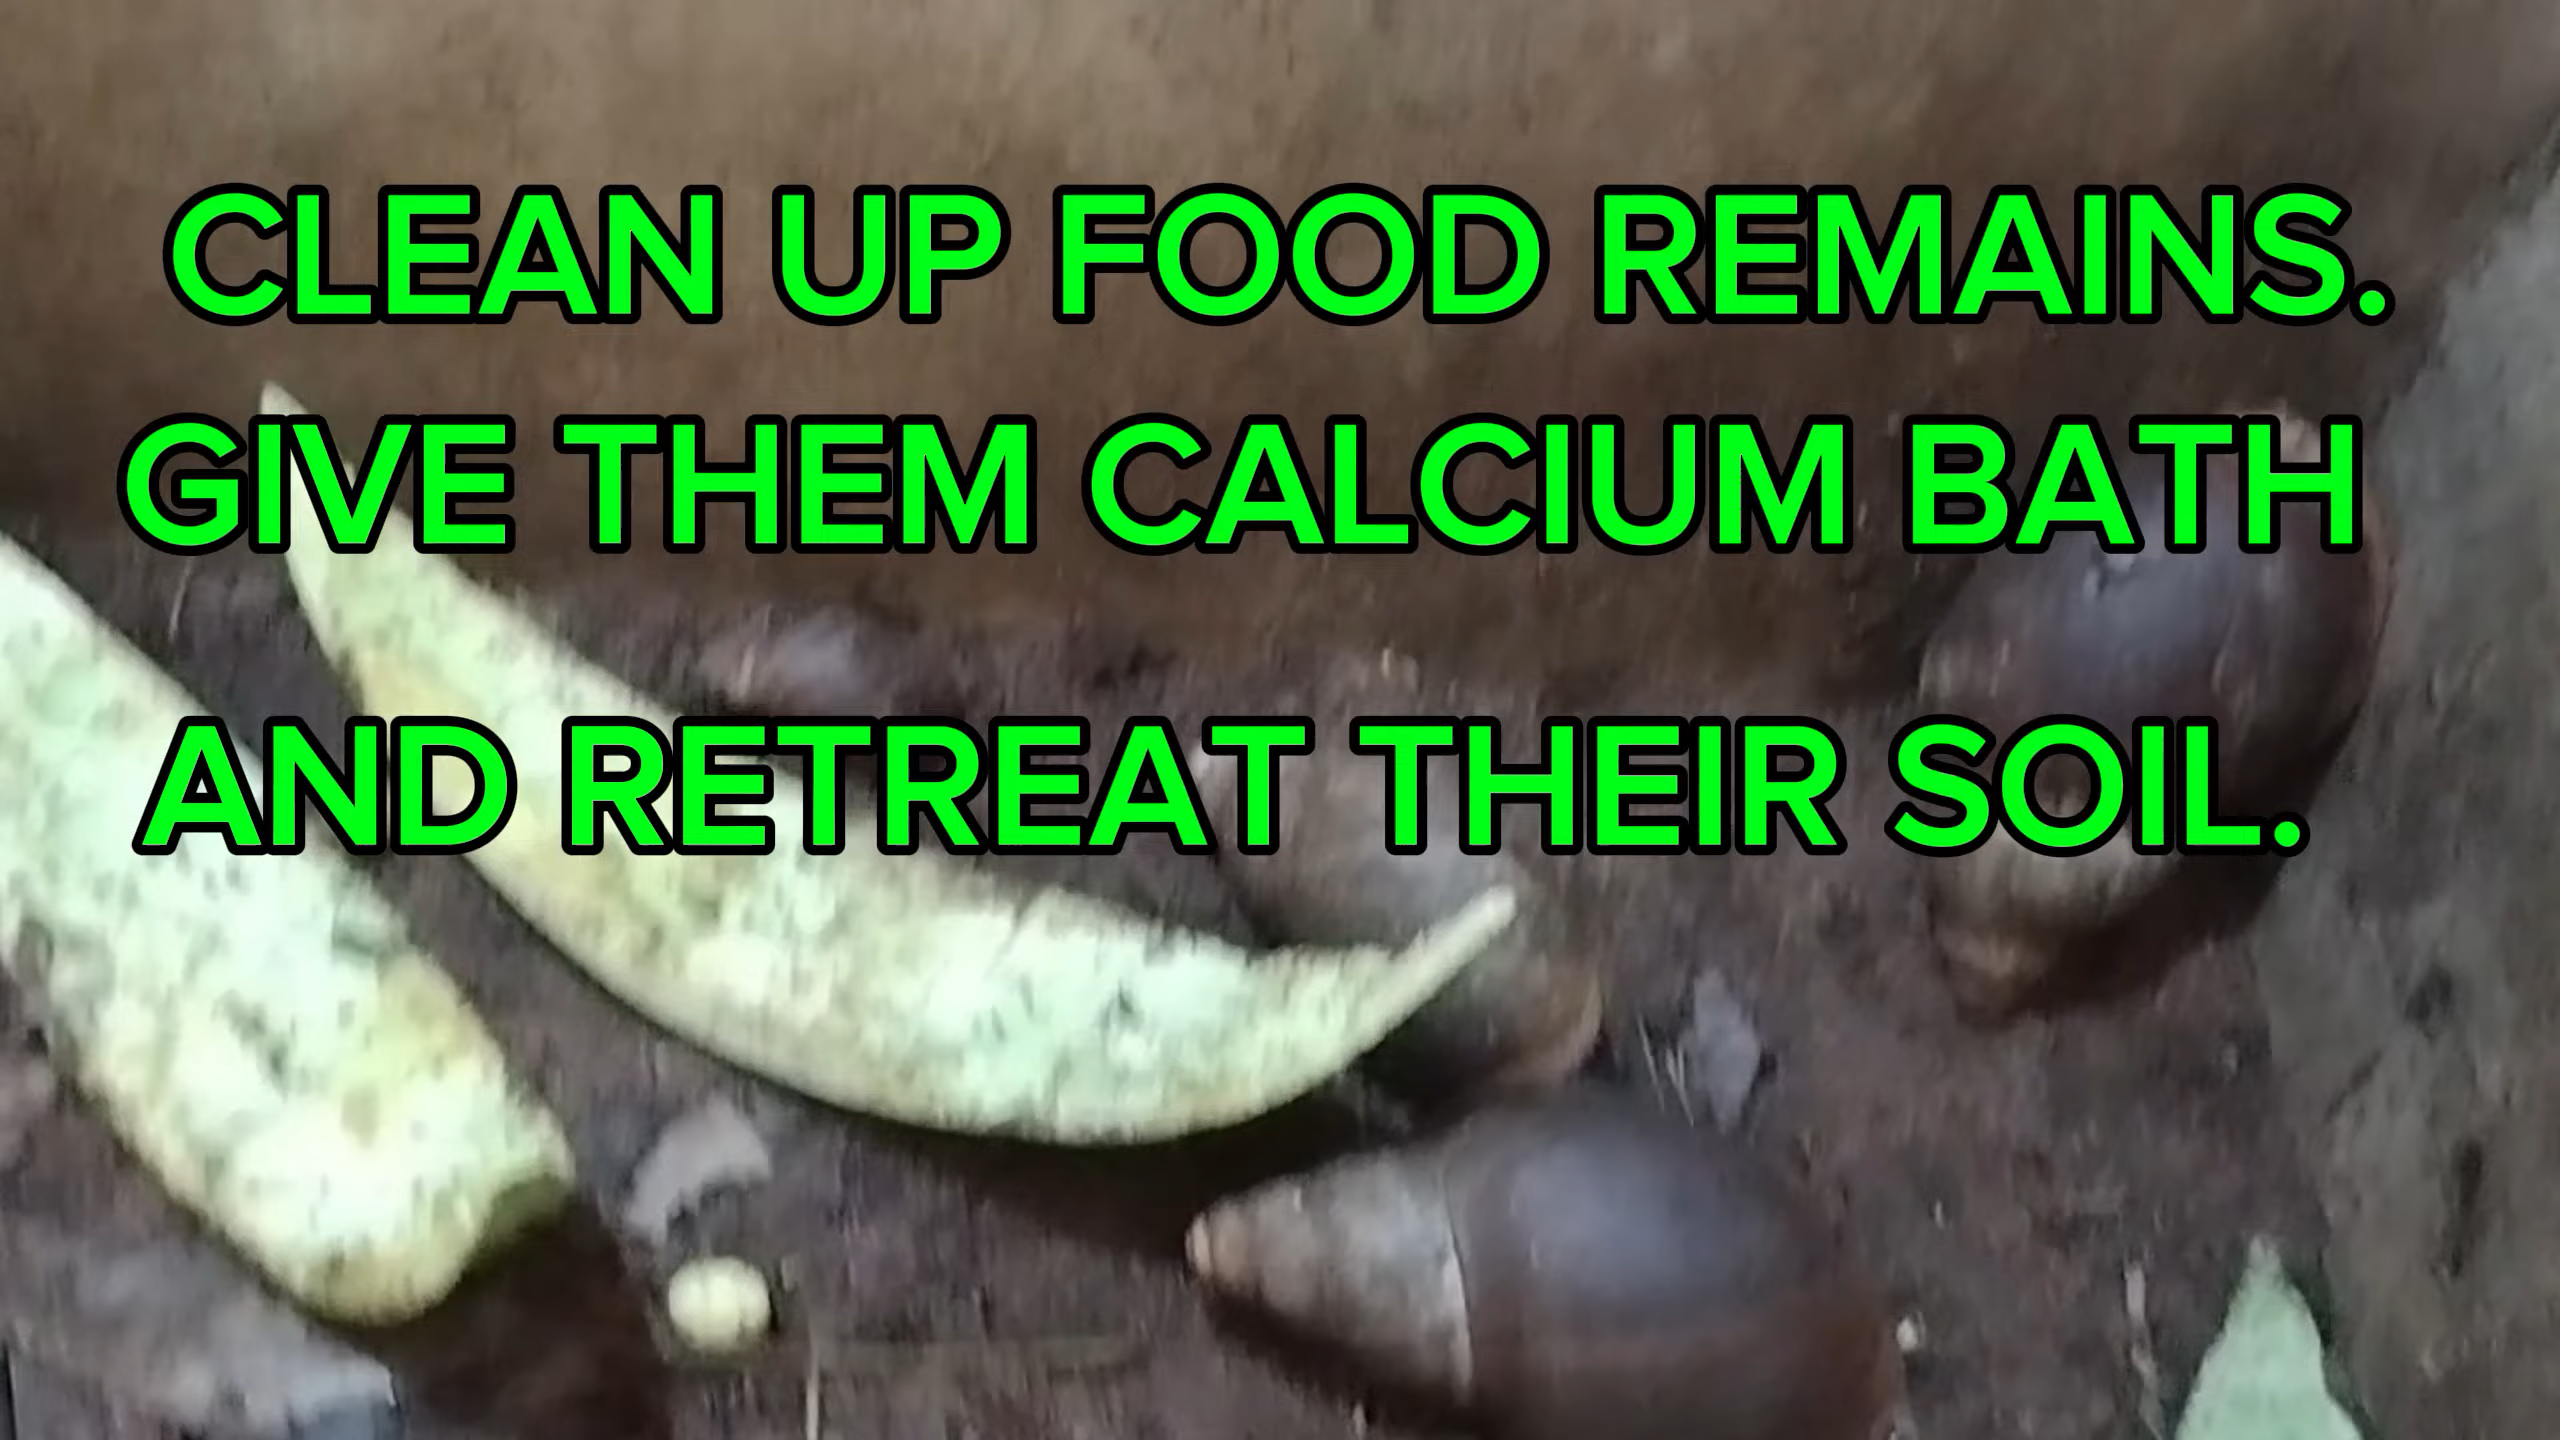 CLEAN UP FOOD REMAINS.
GIVE THEM CALCIUM BATH
AND RETREAT THEIR SOIL.